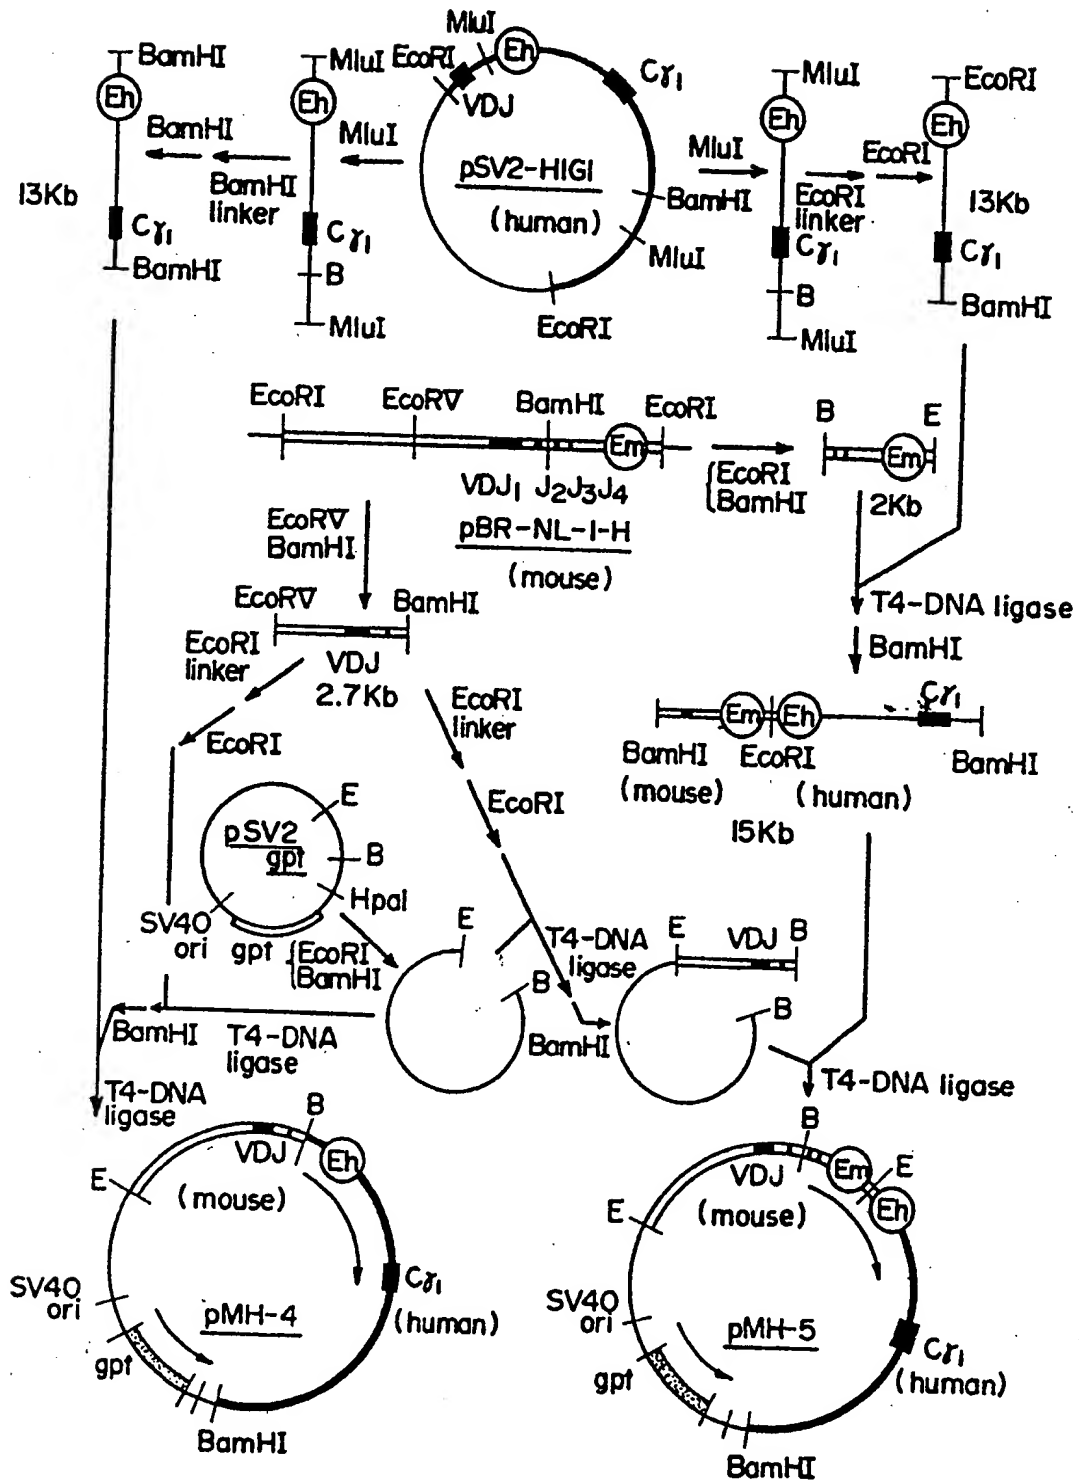 BamHI
Eh
13Kb
Cγ1
BamHI
BamHI
BamHI
linker
MluI
Eh
Cγ1
B
MluI
MluI
MluI
EcoRI
Eh
VDJ
Cγ1
pSV2-HIGI
(human)
BamHI
MluI
EcoRI
MluI
MluI
Eh
Cγ1
B
MluI
EcoRI
linker
EcoRI
EcoRI
Eh
13Kb
Cγ1
BamHI
EcoRI
EcoRV
BamHI
EcoRI
Em
VDJ1 J2J3J4
pBR-NL-I-H
(mouse)
EcoRI
BamHI
B
E
Em
2Kb
EcoRV
BamHI
EcoRV
BamHI
VDJ
2.7Kb
EcoRI
linker
EcoRI
EcoRI
linker
EcoRI
T4-DNA ligase
BamHI
Em
Eh
Cγ1
BamHI
(mouse)
EcoRI
(human)
BamHI
15Kb
E
pSV2
gpt
B
HpaI
SV40
ori
gpt
EcoRI
BamHI
E
B
T4-DNA
ligase
BamHI
E
VDJ
B
B
BamHI
T4-DNA
ligase
T4-DNA
ligase
T4-DNA ligase
B
VDJ
Eh
E
(mouse)
SV40
ori
pMH-4
Cγ1
(human)
gpt
BamHI
B
VDJ
Em
E
Eh
E
(mouse)
SV40
ori
pMH-5
Cγ1
(human)
gpt
BamHI